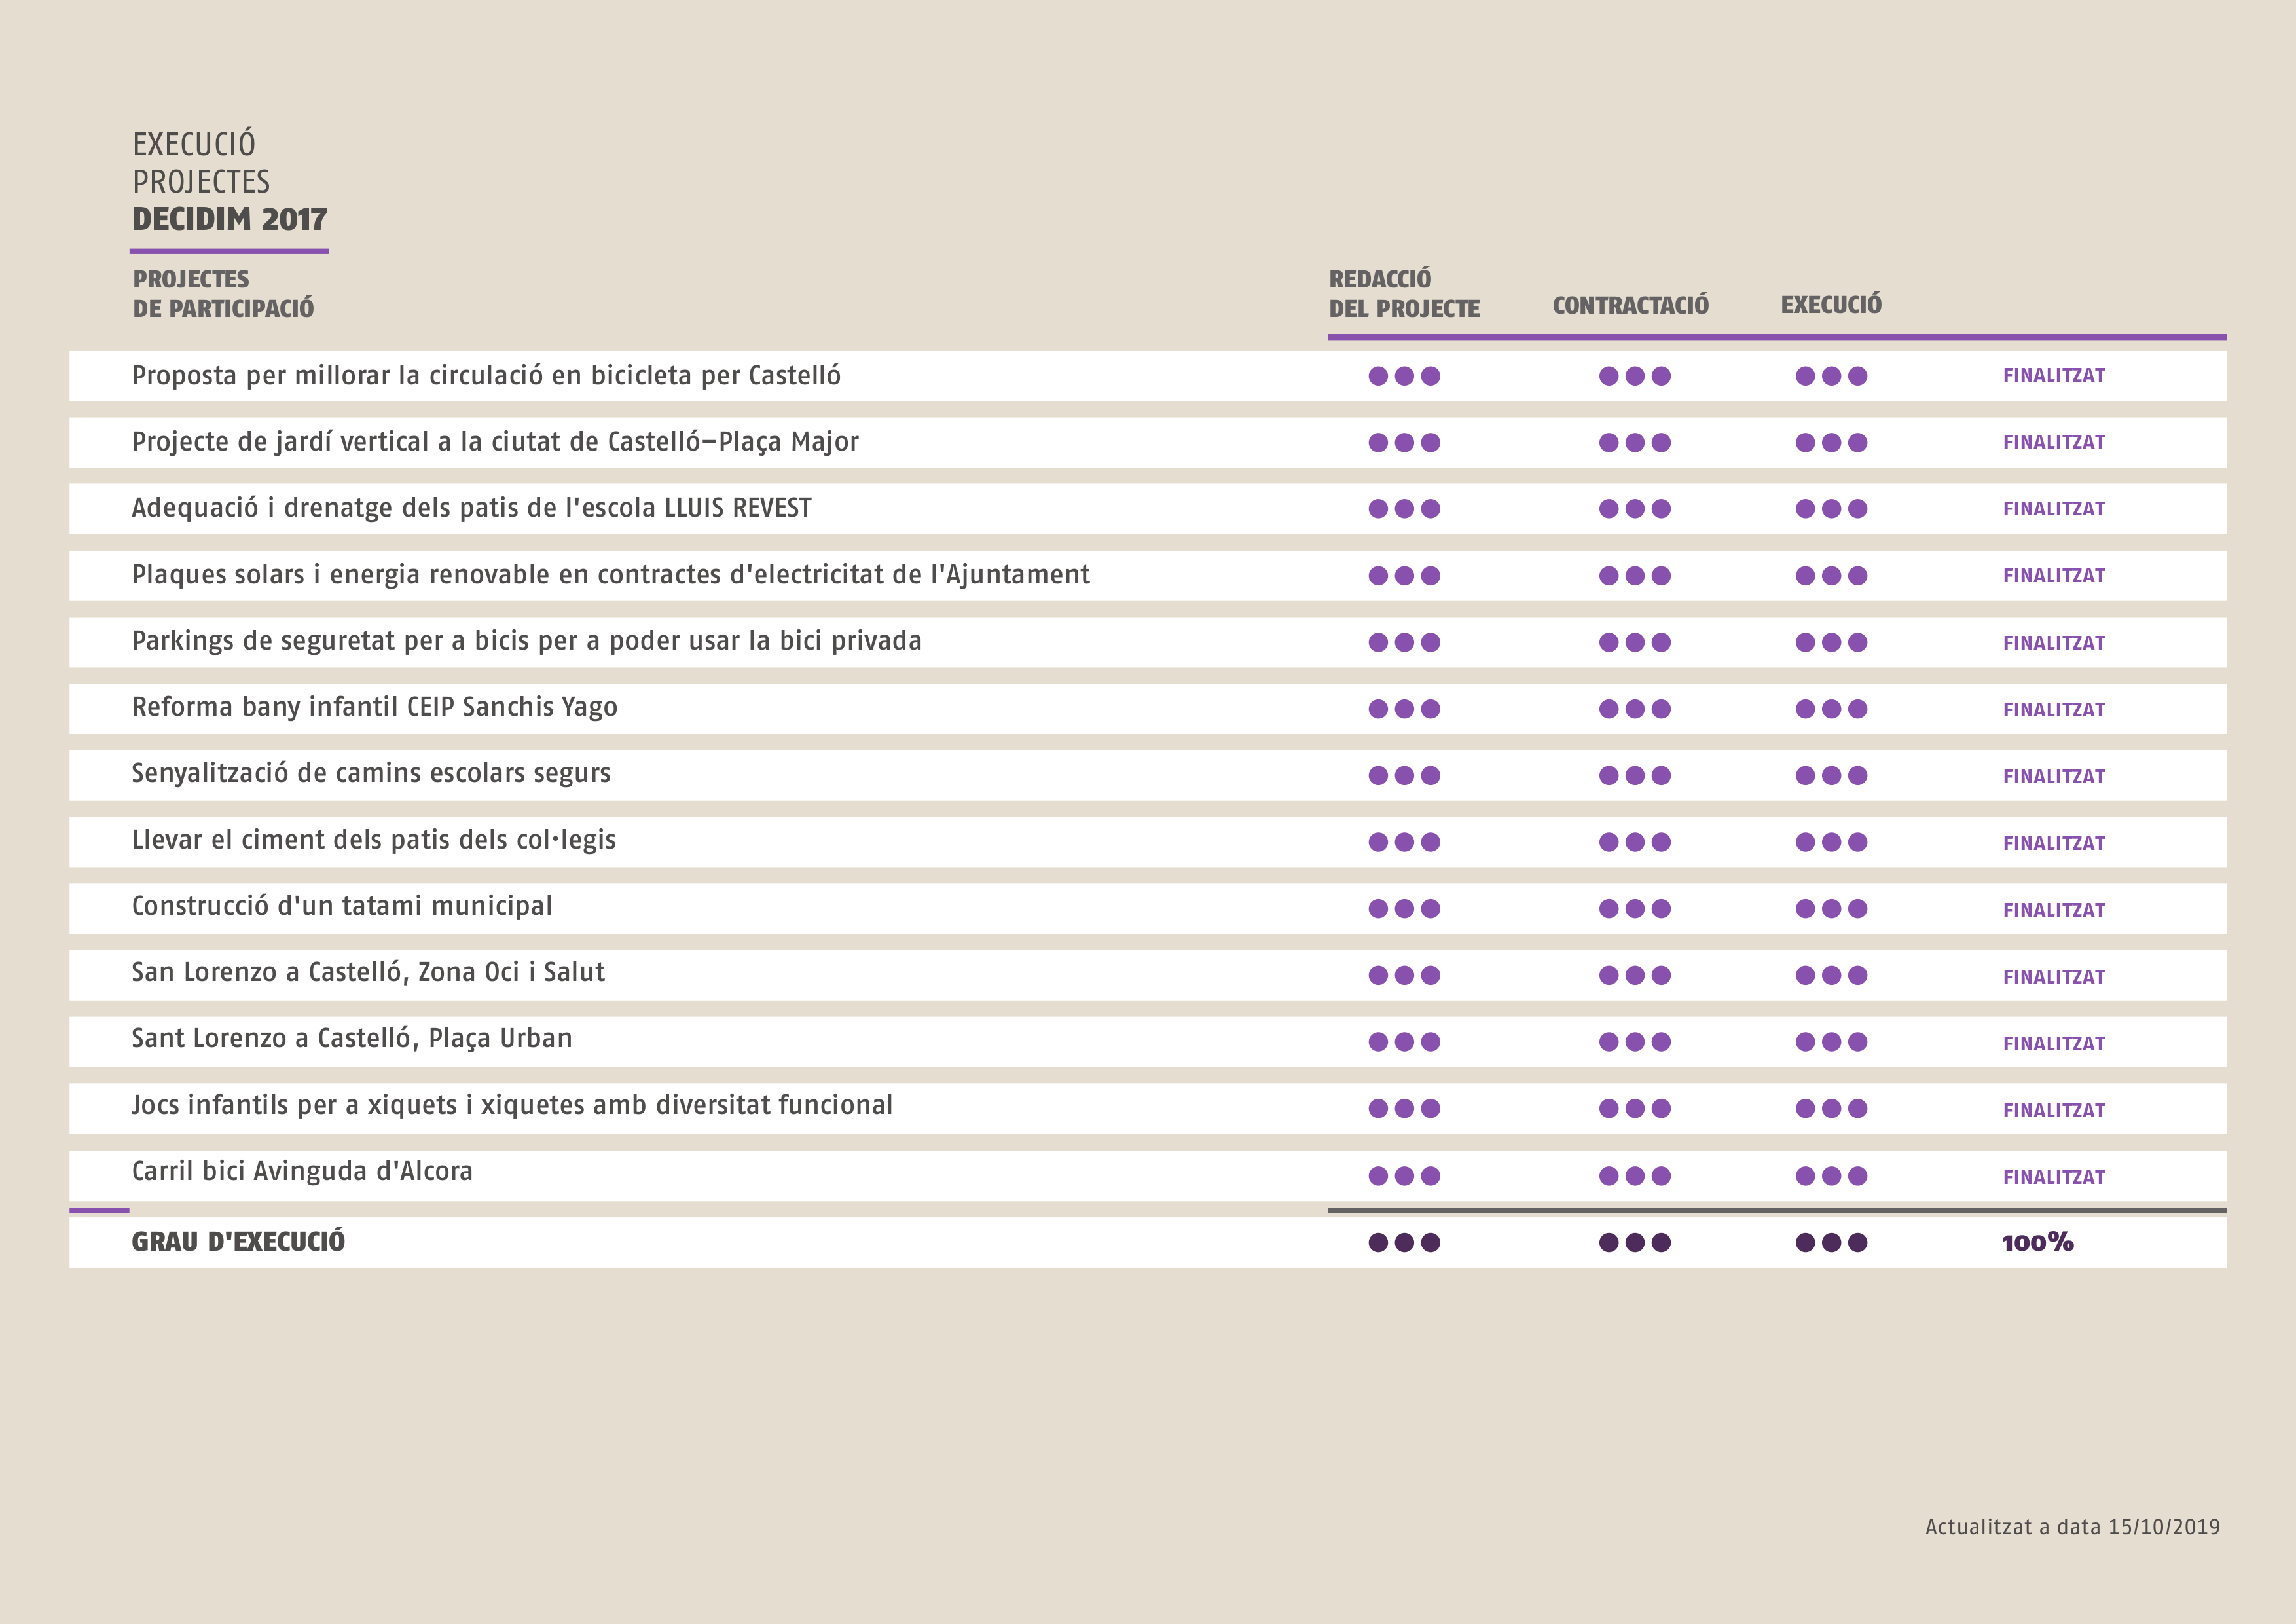 EXECUCIÓ
PROJECTES
DECIDIM 2017
PROJECTES
DE PARTICIPACIÓ
REDACCIÓ
DEL PROJECTE
CONTRACTACIÓ
EXECUCIÓ
Proposta per millorar la circulació en bicicleta per Castelló FINALITZAT
Projecte de jardí vertical a la ciutat de Castelló–Plaça Major FINALITZAT
Adequació i drenatge dels patis de l'escola LLUIS REVEST FINALITZAT
Plaques solars i energia renovable en contractes d'electricitat de l'Ajuntament FINALITZAT
Parkings de seguretat per a bicis per a poder usar la bici privada FINALITZAT
Reforma bany infantil CEIP Sanchis Yago FINALITZAT
Senyalització de camins escolars segurs FINALITZAT
Llevar el ciment dels patis dels col·legis FINALITZAT
Construcció d'un tatami municipal FINALITZAT
San Lorenzo a Castelló, Zona Oci i Salut FINALITZAT
Sant Lorenzo a Castelló, Plaça Urban FINALITZAT
Jocs infantils per a xiquets i xiquetes amb diversitat funcional FINALITZAT
Carril bici Avinguda d'Alcora FINALITZAT
GRAU D'EXECUCIÓ 100%
Actualitzat a data 15/10/2019